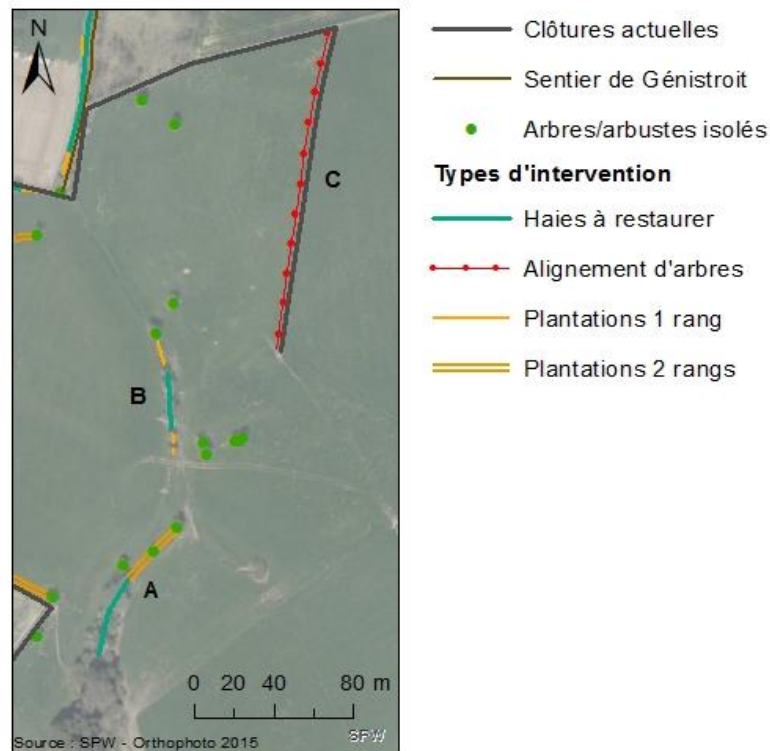 N
C
B
A
0 20 40 80 m
Source : SPW - Orthophoto 2015
SPW
Clôtures actuelles
Sentier de Génistroit
Arbres/arbustes isolés
Types d'intervention
Haies à restaurer
Alignement d'arbres
Plantations 1 rang
Plantations 2 rangs